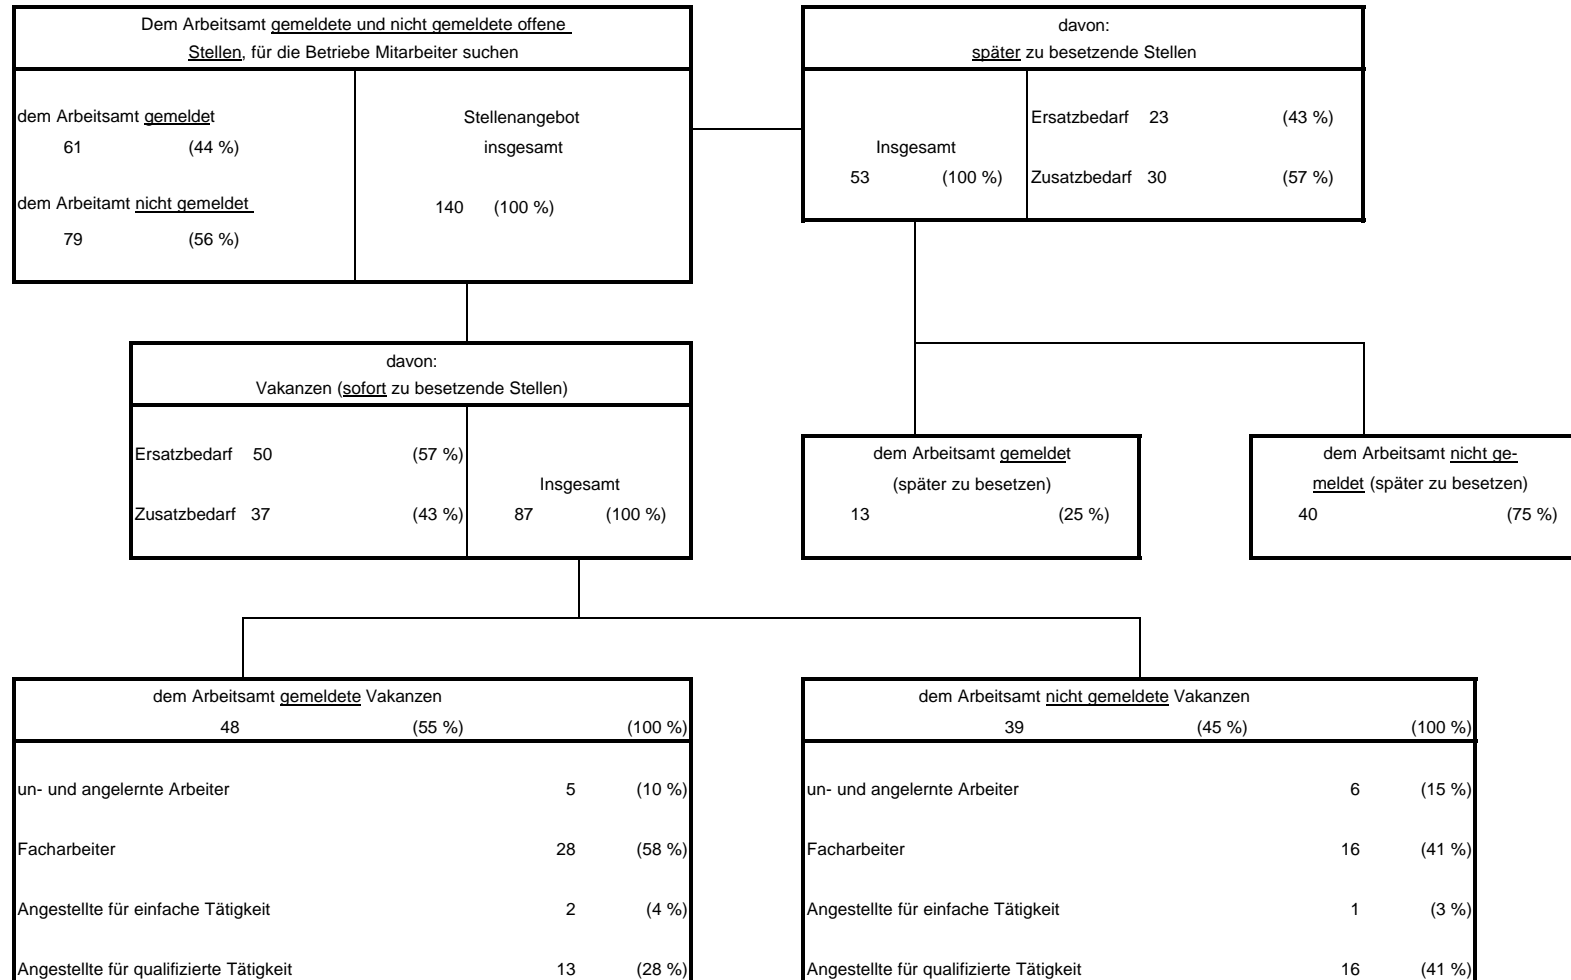 Dem Arbeitsamt gemeldete und nicht gemeldete offene
Stellen, für die Betriebe Mitarbeiter suchen
dem Arbeitsamt gemeldet
61 (44 %)
dem Arbeitamt nicht gemeldet
79 (56 %)
Stellenangebot
insgesamt
140 (100 %)
davon:
später zu besetzende Stellen
Insgesamt
53 (100 %)
Ersatzbedarf 23 (43 %)
Zusatzbedarf 30 (57 %)
davon:
Vakanzen (sofort zu besetzende Stellen)
Ersatzbedarf 50 (57 %)
Zusatzbedarf 37 (43 %)
Insgesamt
87 (100 %)
dem Arbeitsamt gemeldet
(später zu besetzen)
13 (25 %)
dem Arbeitsamt nicht ge-
meldet (später zu besetzen)
40 (75 %)
dem Arbeitsamt gemeldete Vakanzen
48 (55 %) (100 %)
un- und angelernte Arbeiter 5 (10 %)
Facharbeiter 28 (58 %)
Angestellte für einfache Tätigkeit 2 (4 %)
Angestellte für qualifizierte Tätigkeit 13 (28 %)
dem Arbeitsamt nicht gemeldete Vakanzen
39 (45 %) (100 %)
un- und angelernte Arbeiter 6 (15 %)
Facharbeiter 16 (41 %)
Angestellte für einfache Tätigkeit 1 (3 %)
Angestellte für qualifizierte Tätigkeit 16 (41 %)